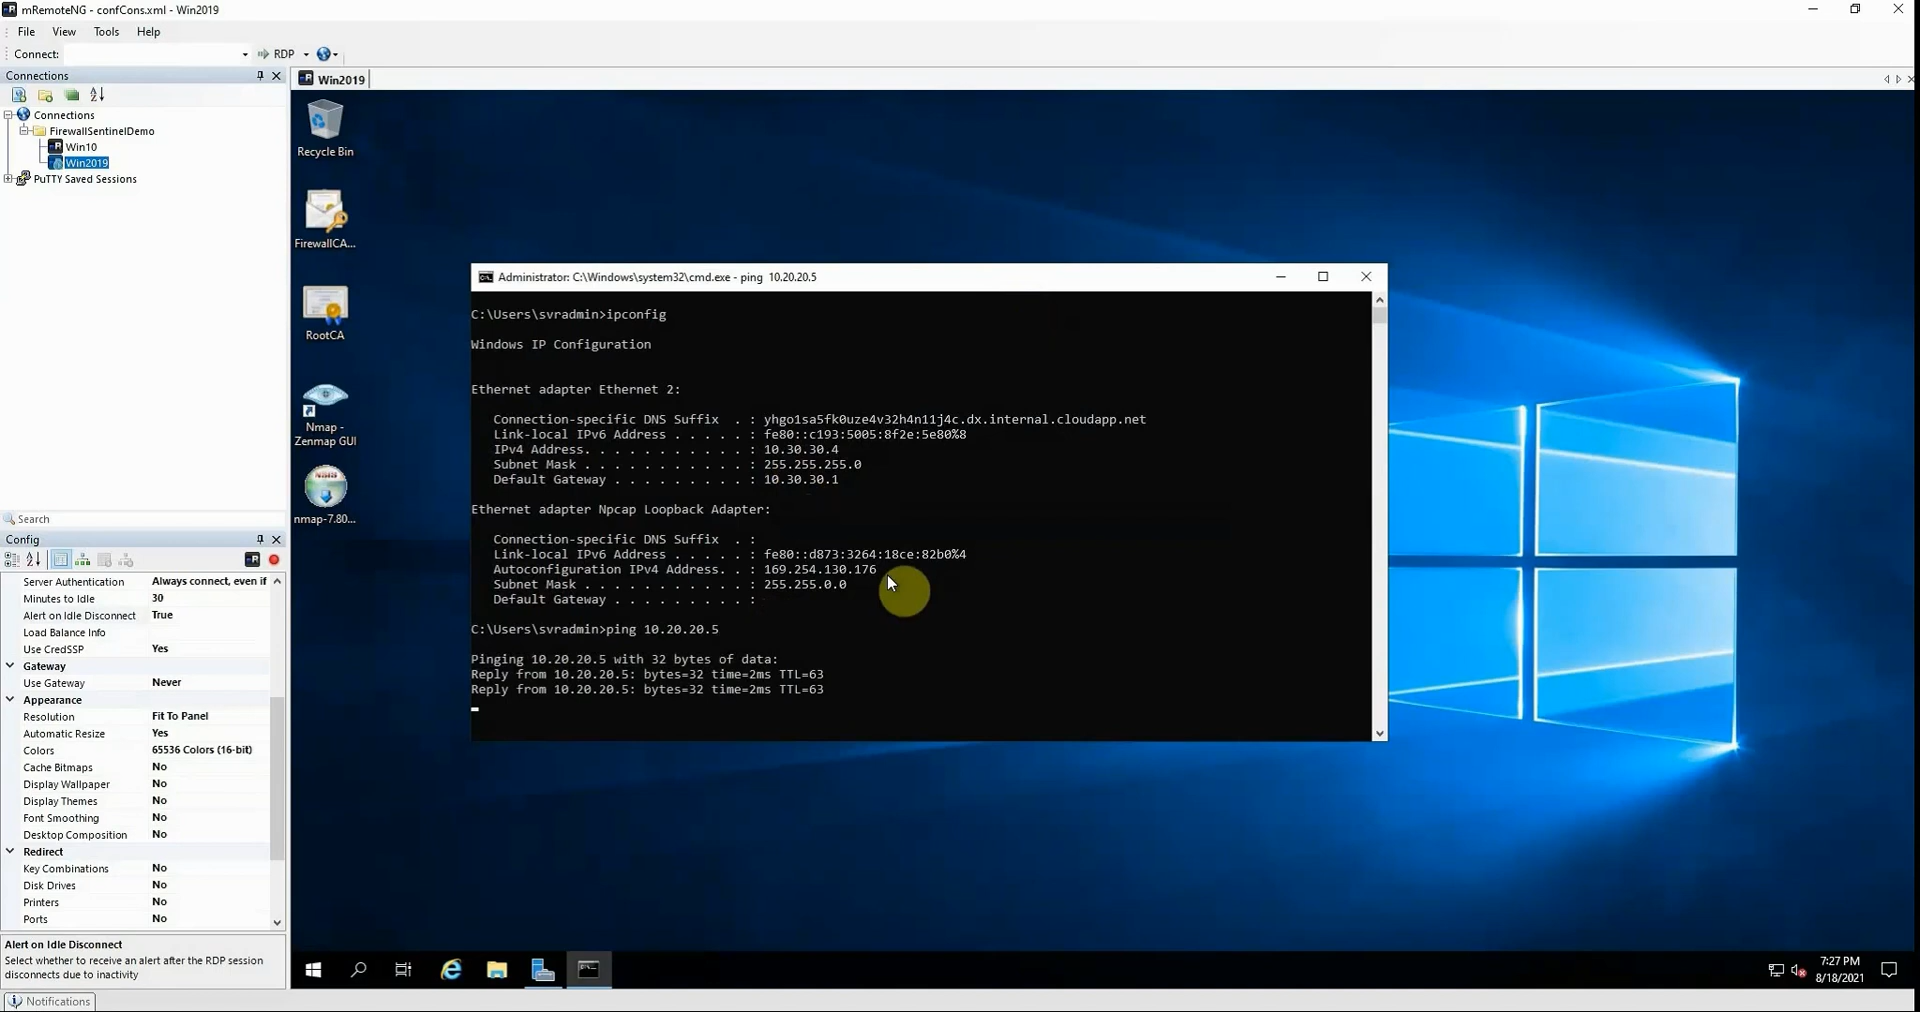 mRemoteNG - confCons.xml - Win2019
File View Tools Help
Connect: RDP
Connections
Connections
FirewallSentinelDemo
Win10
Win2019
PuTTY Saved Sessions
Search
Config
Server Authentication Always connect, even if
Minutes to Idle 30
Alert on Idle Disconnect True
Load Balance Info
Use CredSSP Yes
Gateway
Use Gateway Never
Appearance
Resolution Fit To Panel
Automatic Resize Yes
Colors 65536 Colors (16-bit)
Cache Bitmaps No
Display Wallpaper No
Display Themes No
Font Smoothing No
Desktop Composition No
Redirect
Key Combinations No
Disk Drives No
Printers No
Ports No
Alert on Idle Disconnect
Select whether to receive an alert after the RDP session
disconnects due to inactivity
Notifications
Win2019
Recycle Bin
FirewallCA...
RootCA
Nmap -
Zenmap GUI
nmap-7.80...
Administrator: C:\Windows\system32\cmd.exe - ping 10.20.20.5
C:\Users\svradmin>ipconfig
Windows IP Configuration
Ethernet adapter Ethernet 2:
Connection-specific DNS Suffix . : yhgo1sa5fk0uze4v32h4n11j4c.dx.internal.cloudapp.net
Link-local IPv6 Address . . . . . : fe80::c193:5005:8f2e:5e80%8
IPv4 Address. . . . . . . . . . . : 10.30.30.4
Subnet Mask . . . . . . . . . . . : 255.255.255.0
Default Gateway . . . . . . . . . : 10.30.30.1
Ethernet adapter Npcap Loopback Adapter:
Connection-specific DNS Suffix . :
Link-local IPv6 Address . . . . . : fe80::d873:3264:18ce:82b0%4
Autoconfiguration IPv4 Address. . : 169.254.130.176
Subnet Mask . . . . . . . . . . . : 255.255.0.0
Default Gateway . . . . . . . . . :
C:\Users\svradmin>ping 10.20.20.5
Pinging 10.20.20.5 with 32 bytes of data:
Reply from 10.20.20.5: bytes=32 time=2ms TTL=63
Reply from 10.20.20.5: bytes=32 time=2ms TTL=63
7:27 PM
8/18/2021